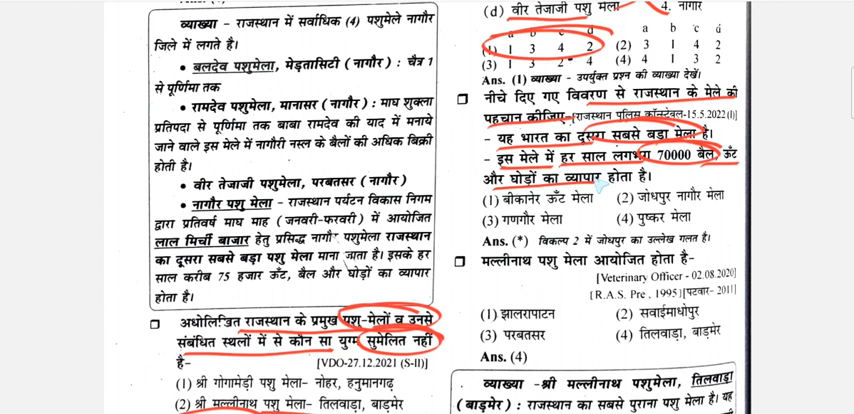 व्याख्या - राजस्थान में सर्वाधिक (4) पशुमेले नागौर
जिले में लगते है।
• बलदेव पशुमेला, मेड़तासिटी (नागौर) : चैत्र 1
से पूर्णिमा तक
• रामदेव पशुमेला, मानासर (नागौर) : माघ शुक्ला
प्रतिपदा से पूर्णिमा तक बाबा रामदेव की याद में मनाये
जाने वाले इस मेले में नागौरी नस्ल के बैलों की अधिक बिक्री
होती है।
• वीर तेजाजी पशुमेला, परबतसर (नागौर)
• नागौर पशु मेला - राजस्थान पर्यटन विकास निगम
द्वारा प्रतिवर्ष माघ माह (जनवरी-फरवरी) में आयोजित
लाल मिर्ची बाजार हेतु प्रसिद्ध नागौर पशुमेला राजस्थान
का दूसरा सबसे बड़ा पशु मेला माना जाता है। इसके हर
साल करीब 75 हजार ऊँट, बैल और घोड़ों का व्यापार
होता है।
अधोलिखित राजस्थान के प्रमुख पशु-मेलों व उनसे
संबंधित स्थलों में से कौन सा युग्म सुमेलित नहीं
है-
[VDO-27.12.2021 (S-II)]
(1) श्री गोगामेड़ी पशु मेला- नोहर, हनुमानगढ़
(2) श्री मल्लीनाथ पशु मेला- तिलवाड़ा, बाड़मेर
(d) वीर तेजाजी पशु मेला 4. नागौर
a b c d a b c d
(1) 1 3 4 2 (2) 3 1 4 2
(3) 1 3 2 4 (4) 4 1 3 2
Ans. (1) व्याख्या - उपर्युक्त प्रश्न की व्याख्या देखें।
नीचे दिए गए विवरण से राजस्थान के मेले की
पहचान कीजिए- [राजस्थान पुलिस कॉन्स्टेबल-15.5.2022(I)]
- यह भारत का दूसरा सबसे बड़ा मेला है।
- इस मेले में हर साल लगभग 70000 बैल, ऊँट
और घोड़ों का व्यापार होता है।
(1) बीकानेर ऊँट मेला (2) जोधपुर नागौर मेला
(3) गणगौर मेला (4) पुष्कर मेला
Ans. (*) विकल्प 2 में जोधपुर का उल्लेख गलत है।
मल्लीनाथ पशु मेला आयोजित होता है-
[Veterinary Officer - 02.08.2020]
[R.A.S. Pre, 1995][पटवार- 2011]
(1) झालरापाटन (2) सवाईमाधोपुर
(3) परबतसर (4) तिलवाड़ा, बाड़मेर
Ans. (4)
व्याख्या -श्री मल्लीनाथ पशुमेला, तिलवाड़ा
(बाड़मेर) : राजस्थान का सबसे पुराना पशु मेला है। यह